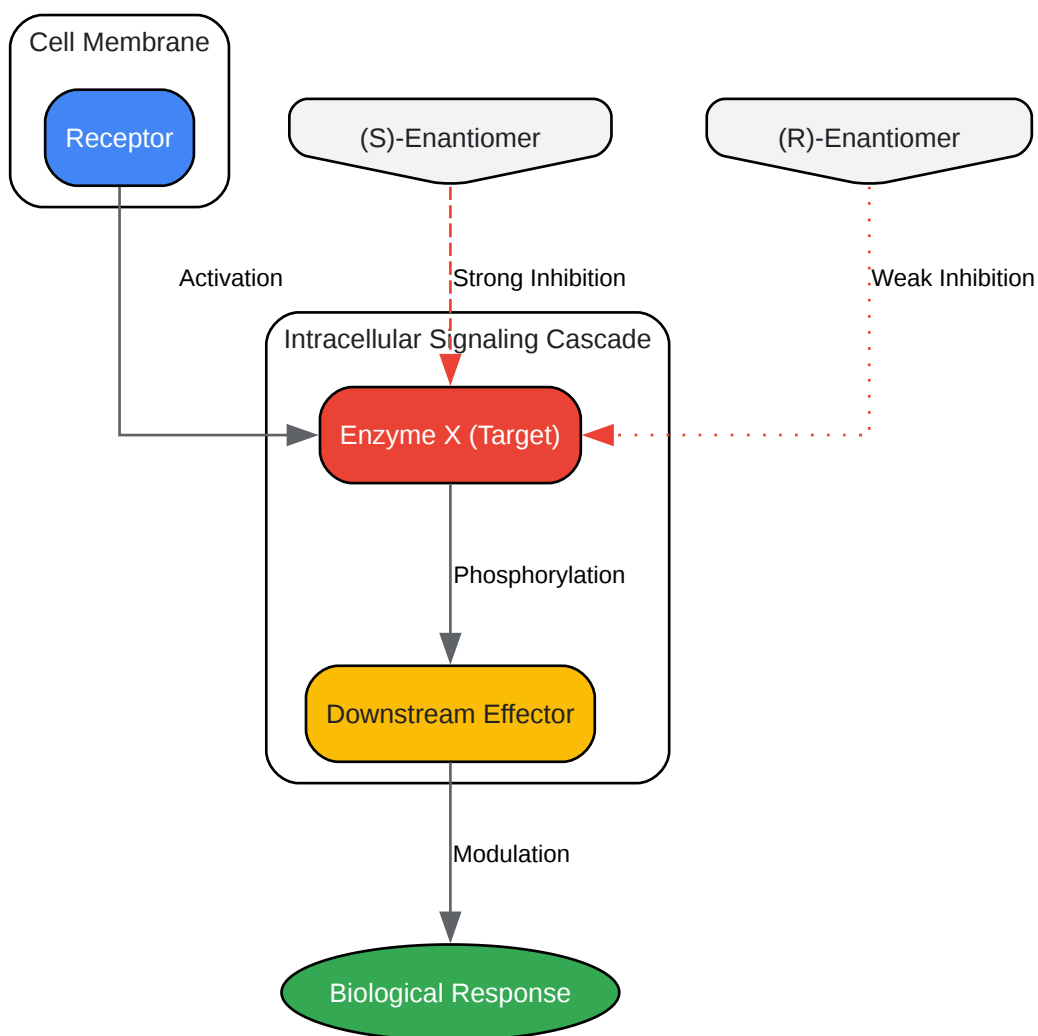 Cell Membrane
Receptor
(S)-Enantiomer
(R)-Enantiomer
Activation
Strong Inhibition
Weak Inhibition
Intracellular Signaling Cascade
Enzyme X (Target)
Phosphorylation
Downstream Effector
Modulation
Biological Response